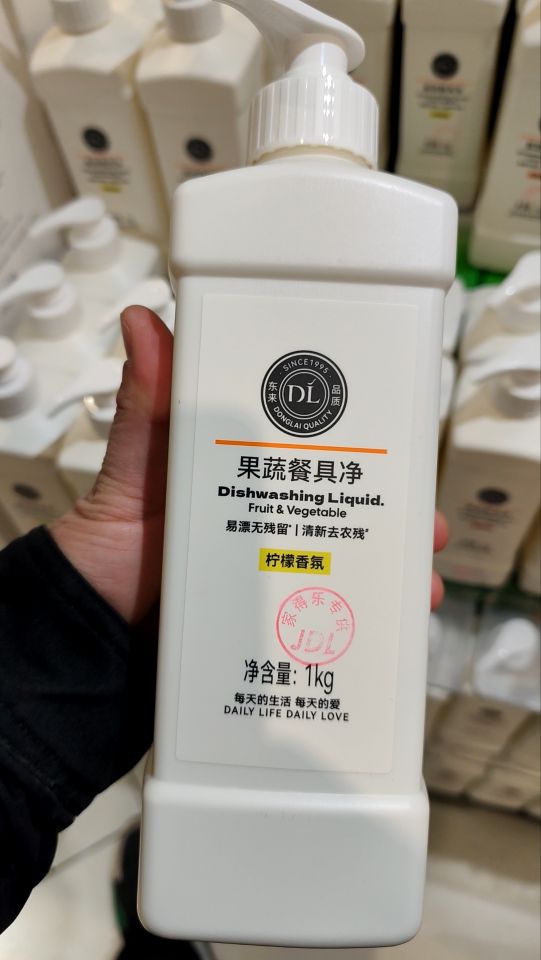 SINCE1995
东来 DL 品质
DONGLAI QUALITY
果蔬餐具净
Dishwashing Liquid.
Fruit & Vegetable
易漂无残留* | 清新去农残*
柠檬香氛
家得乐专供
JDL
净含量：1kg
每天的生活 每天的爱
DAILY LIFE DAILY LOVE